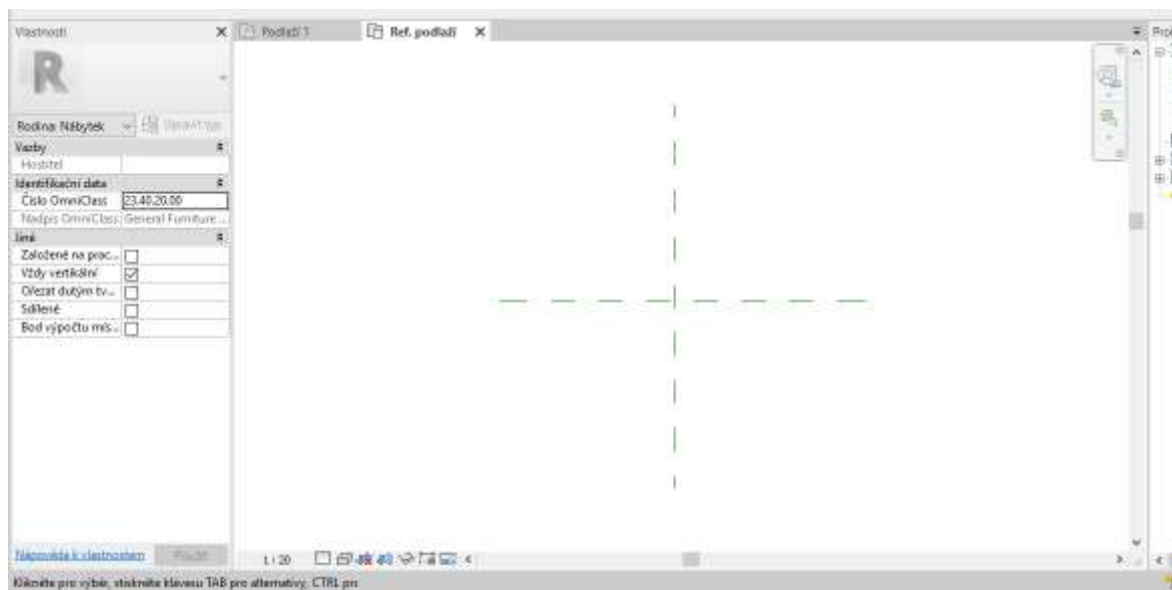 Vlastnosti
Podlaží 1
Ref. podlaží
R
Rodina: Nábytek
Upravit typ
Vazby
Hostitel
Identifikační data
Číslo OmniClass 23.40.20.00
Nadpis OmniClass General Furniture ...
Jiné
Založené na prac...
Vždy vertikální
Ořezat dutým tv...
Sdílené
Bod výpočtu mís...
Nápověda k vlastnostem
Použít
1 : 20
Klikněte pro výběr, stiskněte klávesu TAB pro alternativy, CTRL pro